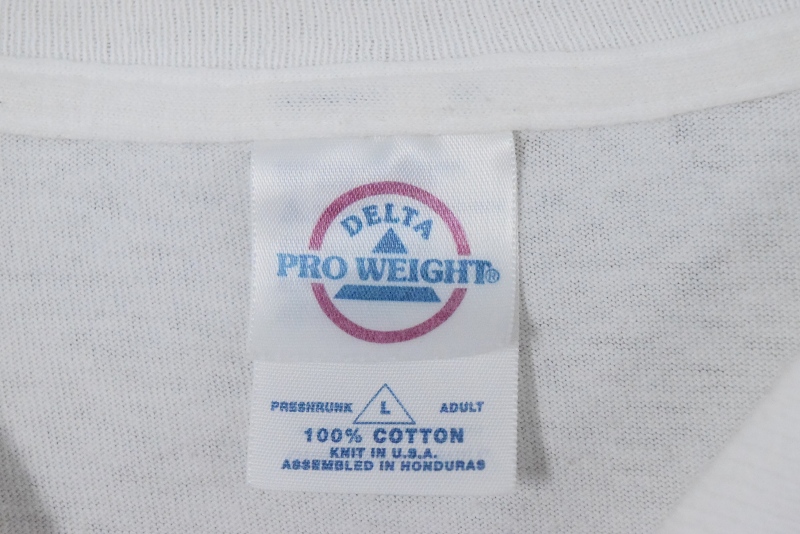 DELTA
PRO WEIGHT®
PRESHRUNK L ADULT
100% COTTON
KNIT IN U.S.A.
ASSEMBLED IN HONDURAS